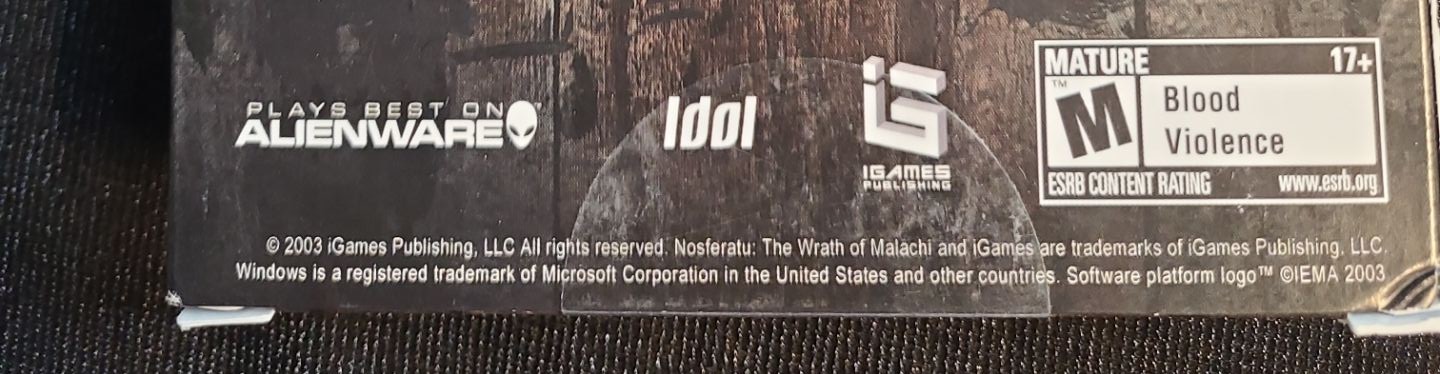 PLAYS BEST ON
ALIENWARE
Idol
IGAMES
PUBLISHING
MATURE 17+
™
M
Blood
Violence
ESRB CONTENT RATING www.esrb.org
© 2003 iGames Publishing, LLC All rights reserved. Nosferatu: The Wrath of Malachi and iGames are trademarks of iGames Publishing, LLC.
Windows is a registered trademark of Microsoft Corporation in the United States and other countries. Software platform logo™ ©IEMA 2003